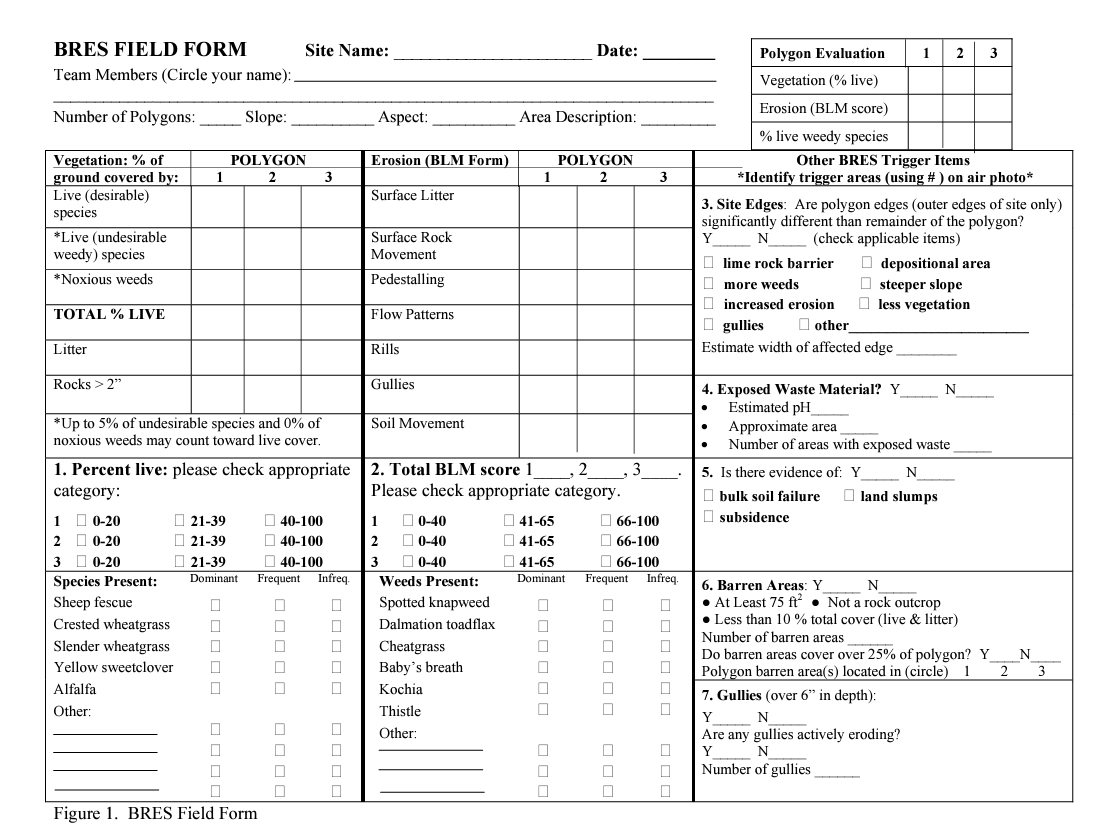 BRES FIELD FORM Site Name: ______________________ Date: ________
Team Members (Circle your name): ________________________________________________
________________________________________________________________________________
Number of Polygons: _____ Slope: __________ Aspect: __________ Area Description: _________
Polygon Evaluation 1 2 3
Vegetation (% live)
Erosion (BLM score)
% live weedy species
Vegetation: % of POLYGON
ground covered by: 1 2 3
Live (desirable)
species
*Live (undesirable
weedy) species
*Noxious weeds
TOTAL % LIVE
Litter
Rocks > 2”
*Up to 5% of undesirable species and 0% of
noxious weeds may count toward live cover.
Erosion (BLM Form) POLYGON
1 2 3
Surface Litter
Surface Rock
Movement
Pedestalling
Flow Patterns
Rills
Gullies
Soil Movement
Other BRES Trigger Items
*Identify trigger areas (using # ) on air photo*
3. Site Edges: Are polygon edges (outer edges of site only)
significantly different than remainder of the polygon?
Y_____ N_____ (check applicable items)
☐ lime rock barrier ☐ depositional area
☐ more weeds ☐ steeper slope
☐ increased erosion ☐ less vegetation
☐ gullies ☐ other________________________
Estimate width of affected edge ________
4. Exposed Waste Material? Y_____ N_____
• Estimated pH_____
• Approximate area _____
• Number of areas with exposed waste _____
1. Percent live: please check appropriate
category:
1 ☐ 0-20 ☐ 21-39 ☐ 40-100
2 ☐ 0-20 ☐ 21-39 ☐ 40-100
3 ☐ 0-20 ☐ 21-39 ☐ 40-100
2. Total BLM score 1____, 2____, 3____.
Please check appropriate category.
1 ☐ 0-40 ☐ 41-65 ☐ 66-100
2 ☐ 0-40 ☐ 41-65 ☐ 66-100
3 ☐ 0-40 ☐ 41-65 ☐ 66-100
5. Is there evidence of: Y_____ N_____
☐ bulk soil failure ☐ land slumps
☐ subsidence
Species Present: Dominant Frequent Infreq.
Sheep fescue ☐ ☐ ☐
Crested wheatgrass ☐ ☐ ☐
Slender wheatgrass ☐ ☐ ☐
Yellow sweetclover ☐ ☐ ☐
Alfalfa ☐ ☐ ☐
Other:
______________ ☐ ☐ ☐
______________ ☐ ☐ ☐
______________ ☐ ☐ ☐
______________ ☐ ☐ ☐
Weeds Present: Dominant Frequent Infreq.
Spotted knapweed ☐ ☐ ☐
Dalmation toadflax ☐ ☐ ☐
Cheatgrass ☐ ☐ ☐
Baby’s breath ☐ ☐ ☐
Kochia ☐ ☐ ☐
Thistle ☐ ☐ ☐
Other:
______________ ☐ ☐ ☐
______________ ☐ ☐ ☐
______________ ☐ ☐ ☐
6. Barren Areas: Y_____ N_____
● At Least 75 ft² ● Not a rock outcrop
● Less than 10 % total cover (live & litter)
Number of barren areas ______
Do barren areas cover over 25% of polygon? Y____N____
Polygon barren area(s) located in (circle) 1 2 3
7. Gullies (over 6” in depth):
Y_____ N_____
Are any gullies actively eroding?
Y_____ N_____
Number of gullies ______
Figure 1. BRES Field Form